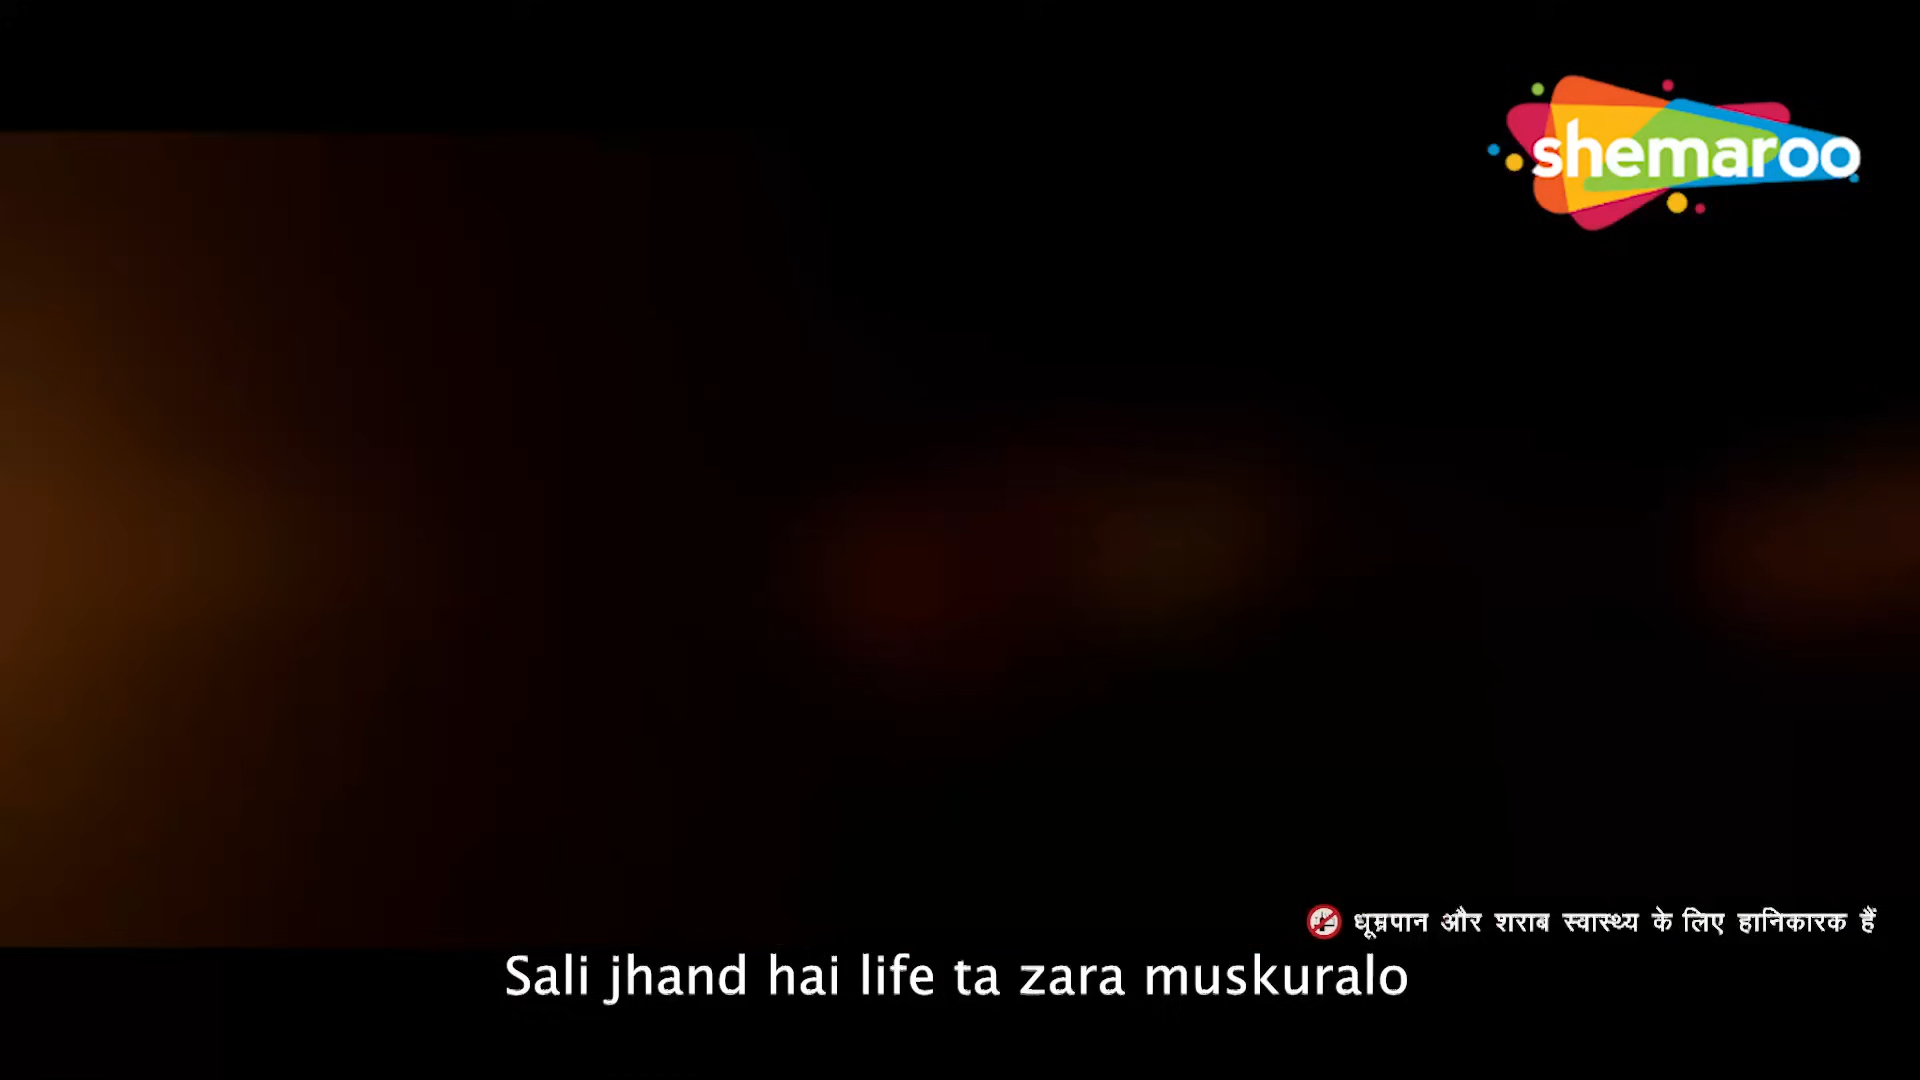 shemaroo
धूम्रपान और शराब स्वास्थ्य के लिए हानिकारक हैं
Sali jhand hai life ta zara muskuralo